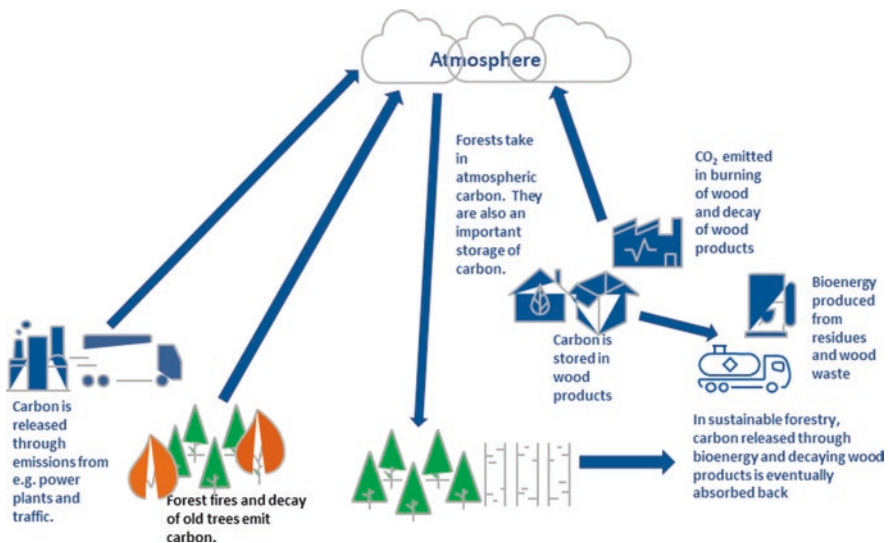 Atmosphere
Forests take
in
atmospheric
carbon. They
are also an
important
storage of
carbon.
CO₂ emitted
in burning
of wood
and decay
of wood
products
Bioenergy
produced
from
residues
and wood
waste
Carbon is
stored in
wood
products
Carbon is
released
through
emissions from
e.g. power
plants and
traffic.
Forest fires and decay
of old trees emit
carbon.
In sustainable forestry,
carbon released through
bioenergy and decaying wood
products is eventually
absorbed back